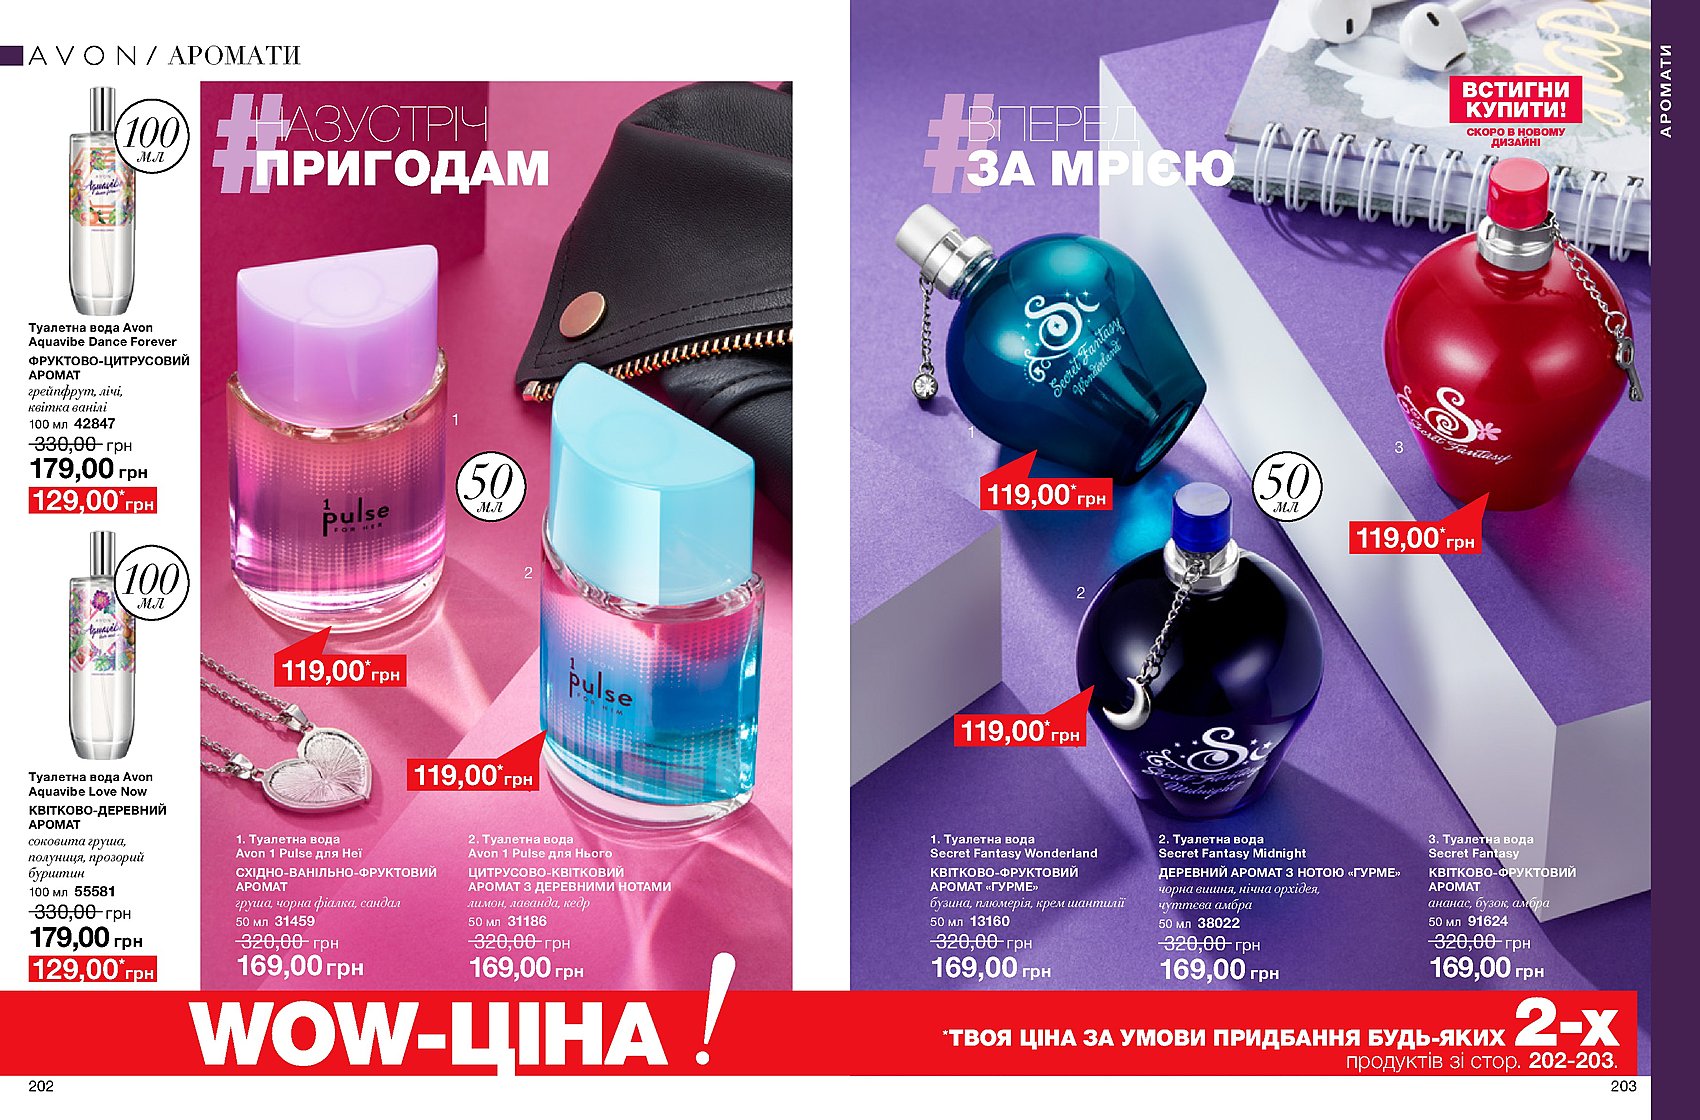 AVON / АРОМАТИ
100
МЛ
Туалетна вода Avon
Aquavibe Dance Forever
ФРУКТОВО-ЦИТРУСОВИЙ
АРОМАТ
грейпфрут, лічі,
квітка ванілі
100 мл 42847
330,00 грн
179,00 грн
129,00* грн
100
МЛ
Туалетна вода Avon
Aquavibe Love Now
КВІТКОВО-ДЕРЕВНИЙ
АРОМАТ
соковита груша,
полуниця, прозорий
бурштин
100 мл 55581
330,00 грн
179,00 грн
129,00* грн
#НАЗУСТРІЧ
ПРИГОДАМ
1
50
МЛ
2
1
pulse
FOR HER
119,00* грн
1 AVON
pulse
FOR HIM
119,00* грн
1. Туалетна вода
Avon 1 Pulse для Неї
СХІДНО-ВАНІЛЬНО-ФРУКТОВИЙ
АРОМАТ
груша, чорна фіалка, сандал
50 мл 31459
320,00 грн
169,00 грн
2. Туалетна вода
Avon 1 Pulse для Нього
ЦИТРУСОВО-КВІТКОВИЙ
АРОМАТ З ДЕРЕВНИМИ НОТАМИ
лимон, лаванда, кедр
50 мл 31186
320,00 грн
169,00 грн
#ВПЕРЕД
ЗА МРІЄЮ
ВСТИГНИ
КУПИТИ!
СКОРО В НОВОМУ
ДИЗАЙНІ
АРОМАТИ
Secret Fantasy
Wonderland
1
119,00* грн
50
МЛ
Secret Fantasy
3
119,00* грн
2
Secret Fantasy
Midnight
119,00* грн
1. Туалетна вода
Secret Fantasy Wonderland
КВІТКОВО-ФРУКТОВИЙ
АРОМАТ «ГУРМЕ»
бузина, плюмерія, крем шантилі
50 мл 13160
320,00 грн
169,00 грн
2. Туалетна вода
Secret Fantasy Midnight
ДЕРЕВНИЙ АРОМАТ З НОТОЮ «ГУРМЕ»
чорна вишня, нічна орхідея,
чуттєва амбра
50 мл 38022
320,00 грн
169,00 грн
3. Туалетна вода
Secret Fantasy
КВІТКОВО-ФРУКТОВИЙ
АРОМАТ
ананас, бузок, амбра
50 мл 91624
320,00 грн
169,00 грн
WOW-ЦІНА!
*ТВОЯ ЦІНА ЗА УМОВИ ПРИДБАННЯ БУДЬ-ЯКИХ 2-х
продуктів зі стор. 202-203.
202
203